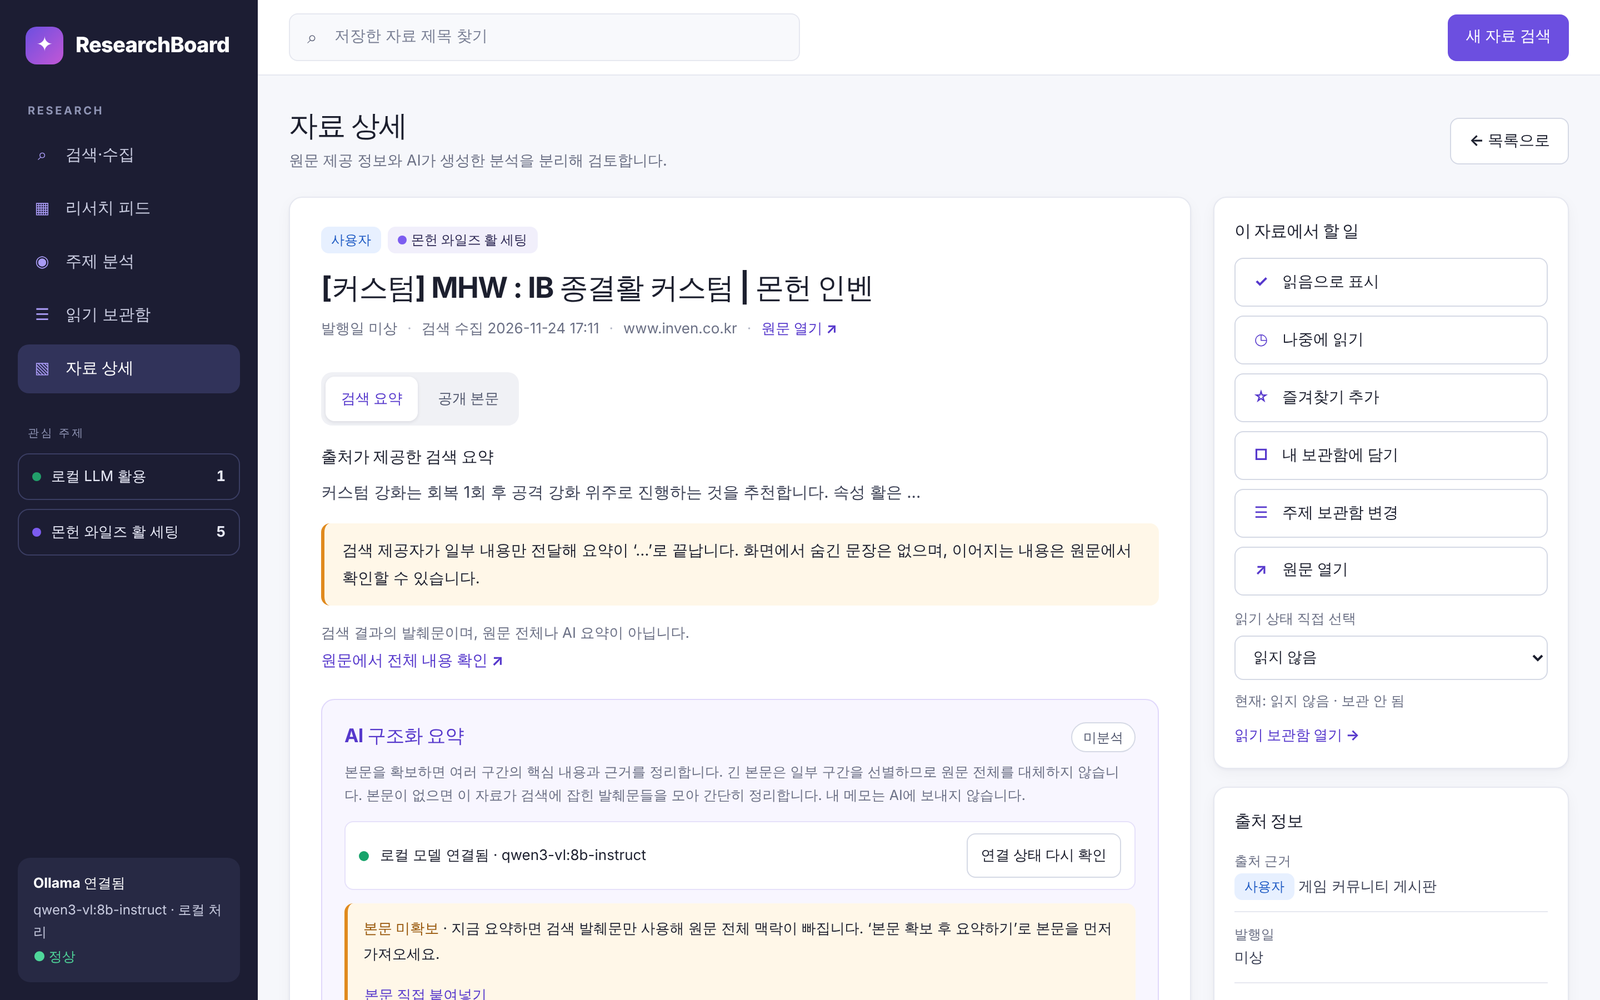 ResearchBoard
RESEARCH
검색·수집
리서치 피드
주제 분석
읽기 보관함
자료 상세
관심 주제
로컬 LLM 활용 1
몬헌 와일즈 활 세팅 5
Ollama 연결됨
qwen3-vl:8b-instruct · 로컬 처
리
정상
저장한 자료 제목 찾기
새 자료 검색
자료 상세
원문 제공 정보와 AI가 생성한 분석을 분리해 검토합니다.
← 목록으로
사용자 몬헌 와일즈 활 세팅
[커스텀] MHW : IB 종결활 커스텀 | 몬헌 인벤
발행일 미상 · 검색 수집 2026-11-24 17:11 · www.inven.co.kr · 원문 열기 ↗
검색 요약 공개 본문
출처가 제공한 검색 요약
커스텀 강화는 회복 1회 후 공격 강화 위주로 진행하는 것을 추천합니다. 속성 활은 ...
검색 제공자가 일부 내용만 전달해 요약이 ‘...’로 끝납니다. 화면에서 숨긴 문장은 없으며, 이어지는 내용은 원문에서
확인할 수 있습니다.
검색 결과의 발췌문이며, 원문 전체나 AI 요약이 아닙니다.
원문에서 전체 내용 확인 ↗
AI 구조화 요약 미분석
본문을 확보하면 여러 구간의 핵심 내용과 근거를 정리합니다. 긴 본문은 일부 구간을 선별하므로 원문 전체를 대체하지 않습니
다. 본문이 없으면 이 자료가 검색에 잡힌 발췌문들을 모아 간단히 정리합니다. 내 메모는 AI에 보내지 않습니다.
로컬 모델 연결됨 · qwen3-vl:8b-instruct 연결 상태 다시 확인
본문 미확보 · 지금 요약하면 검색 발췌문만 사용해 원문 전체 맥락이 빠집니다. ‘본문 확보 후 요약하기’로 본문을 먼저
가져오세요.
본문 직접 붙여넣기
이 자료에서 할 일
✓ 읽음으로 표시
나중에 읽기
☆ 즐겨찾기 추가
내 보관함에 담기
주제 보관함 변경
↗ 원문 열기
읽기 상태 직접 선택
읽지 않음
현재: 읽지 않음 · 보관 안 됨
읽기 보관함 열기 →
출처 정보
출처 근거
사용자 게임 커뮤니티 게시판
발행일
미상